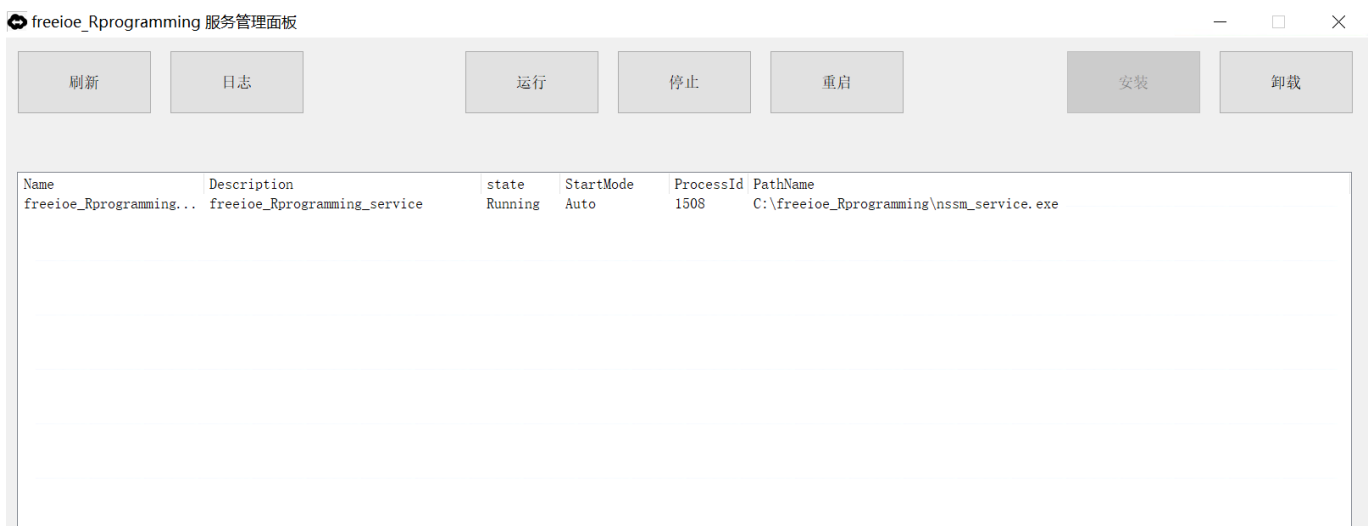 freeioe_Rprogramming 服务管理面板
刷新 日志 运行 停止 重启 安装 卸载
Name Description state StartMode ProcessId PathName
freeioe_Rprogramming... freeioe_Rprogramming_service Running Auto 1508 C:\freeioe_Rprogramming\nssm_service.exe